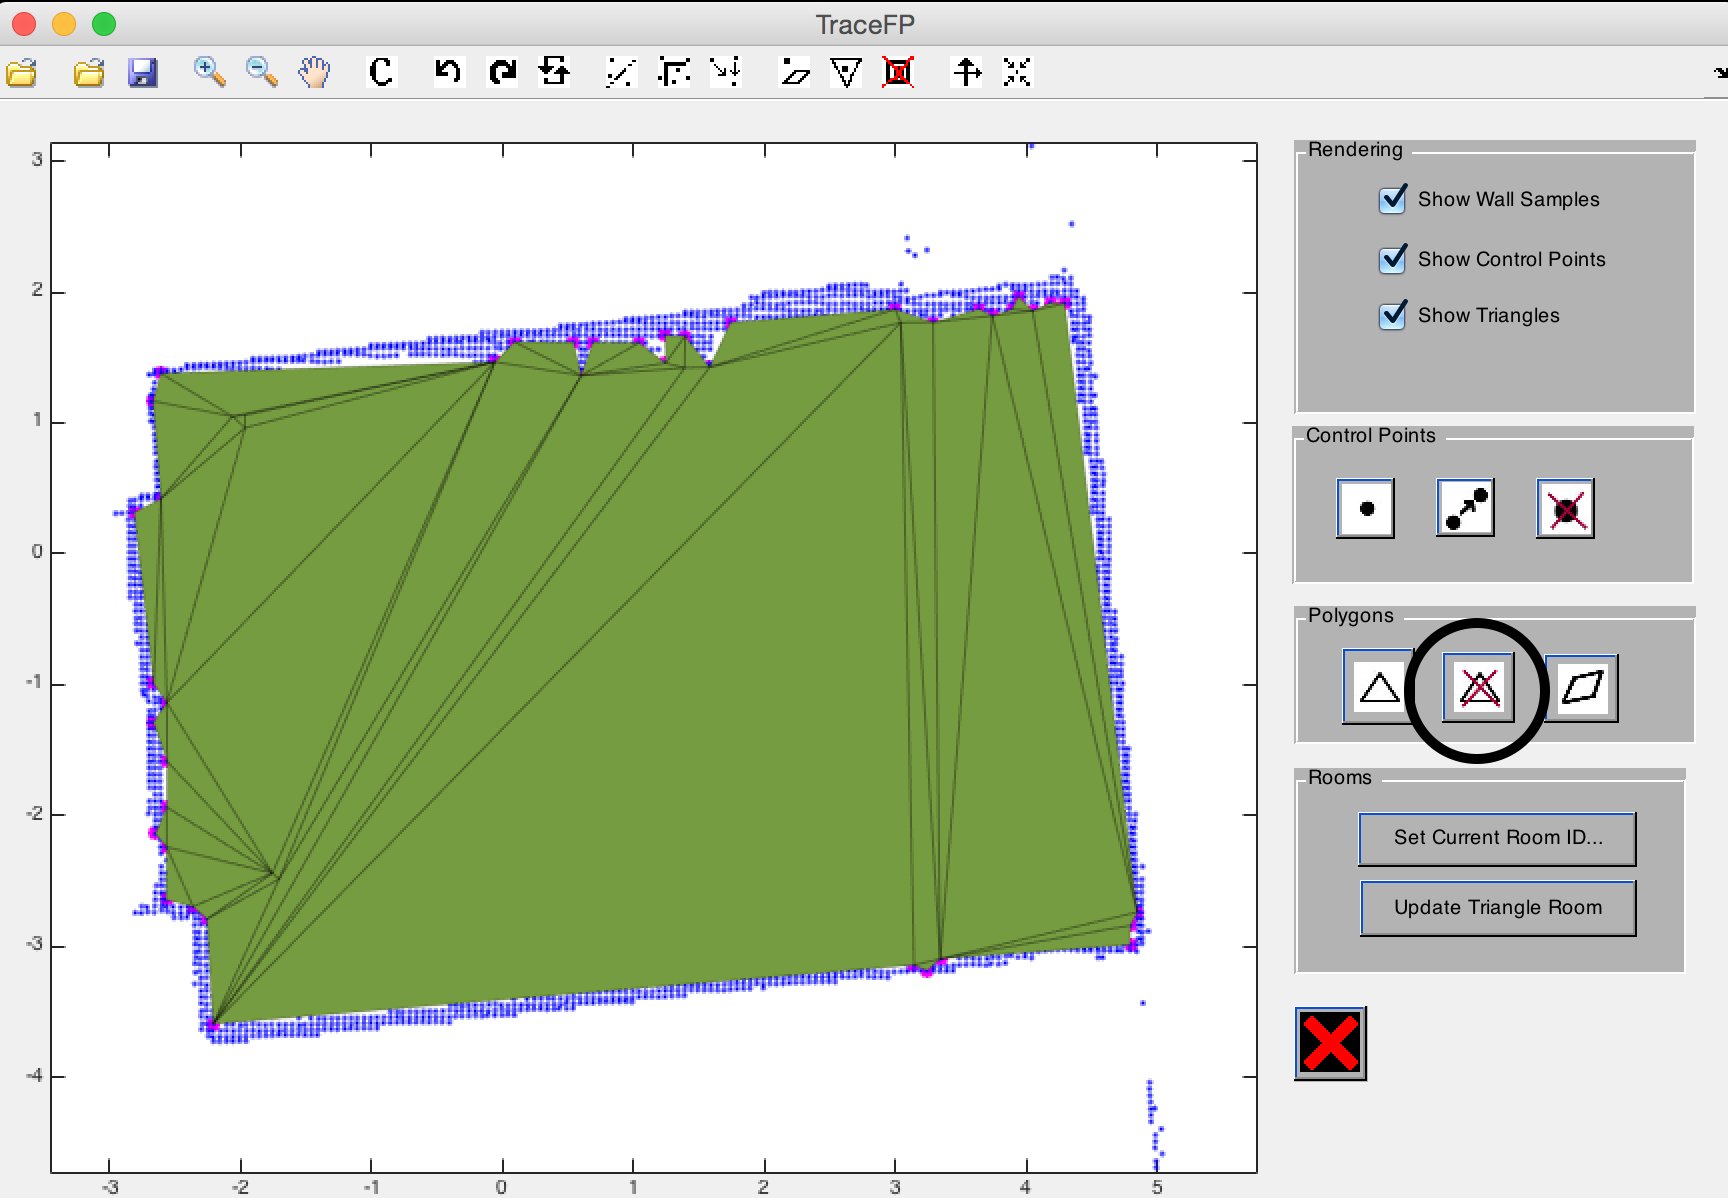 TraceFP
C
3
2
1
0
-1
-2
-3
-4
-3
-2
-1
0
1
2
3
4
5
Rendering
Show Wall Samples
Show Control Points
Show Triangles
Control Points
Polygons
Rooms
Set Current Room ID...
Update Triangle Room